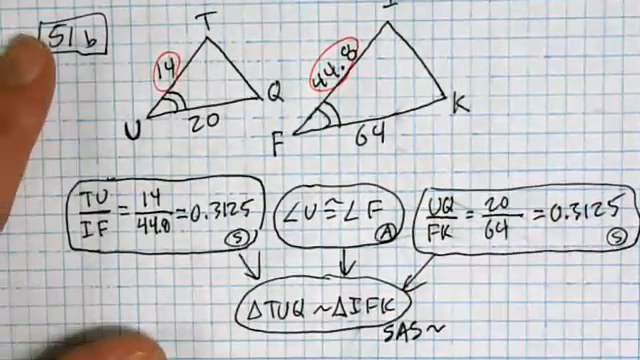 51 b
T
14
U
20
Q
I
44.8
F
64
K
TU/IF = 14/44.8 = 0.3125
S
∠U ≅ ∠F
A
UQ/FK = 20/64 = 0.3125
S
ΔTUQ ~ ΔIFK
SAS~